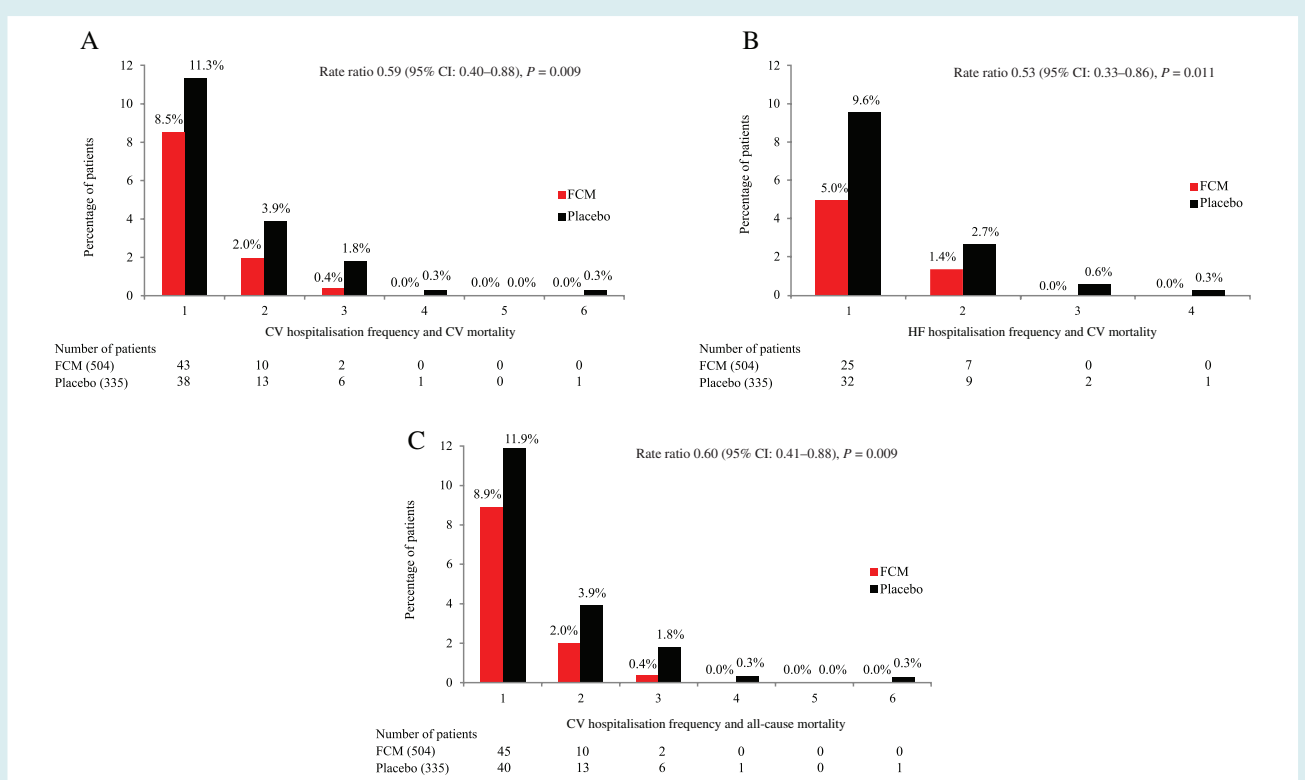 A
Rate ratio 0.59 (95% CI: 0.40–0.88), P = 0.009
12
10
8
6
4
2
0
Percentage of patients
8.5% 11.3%
2.0% 3.9%
0.4% 1.8%
0.0% 0.3%
0.0% 0.0%
0.0% 0.3%
FCM
Placebo
1 2 3 4 5 6
CV hospitalisation frequency and CV mortality
Number of patients
FCM (504) 43 10 2 0 0 0
Placebo (335) 38 13 6 1 0 1
B
Rate ratio 0.53 (95% CI: 0.33–0.86), P = 0.011
12
10
8
6
4
2
0
Percentage of patients
5.0% 9.6%
1.4% 2.7%
0.0% 0.6%
0.0% 0.3%
FCM
Placebo
1 2 3 4
HF hospitalisation frequency and CV mortality
Number of patients
FCM (504) 25 7 0 0
Placebo (335) 32 9 2 1
C
Rate ratio 0.60 (95% CI: 0.41–0.88), P = 0.009
12
10
8
6
4
2
0
Percentage of patients
8.9% 11.9%
2.0% 3.9%
0.4% 1.8%
0.0% 0.3%
0.0% 0.0%
0.0% 0.3%
FCM
Placebo
1 2 3 4 5 6
CV hospitalisation frequency and all-cause mortality
Number of patients
FCM (504) 45 10 2 0 0 0
Placebo (335) 40 13 6 1 0 1